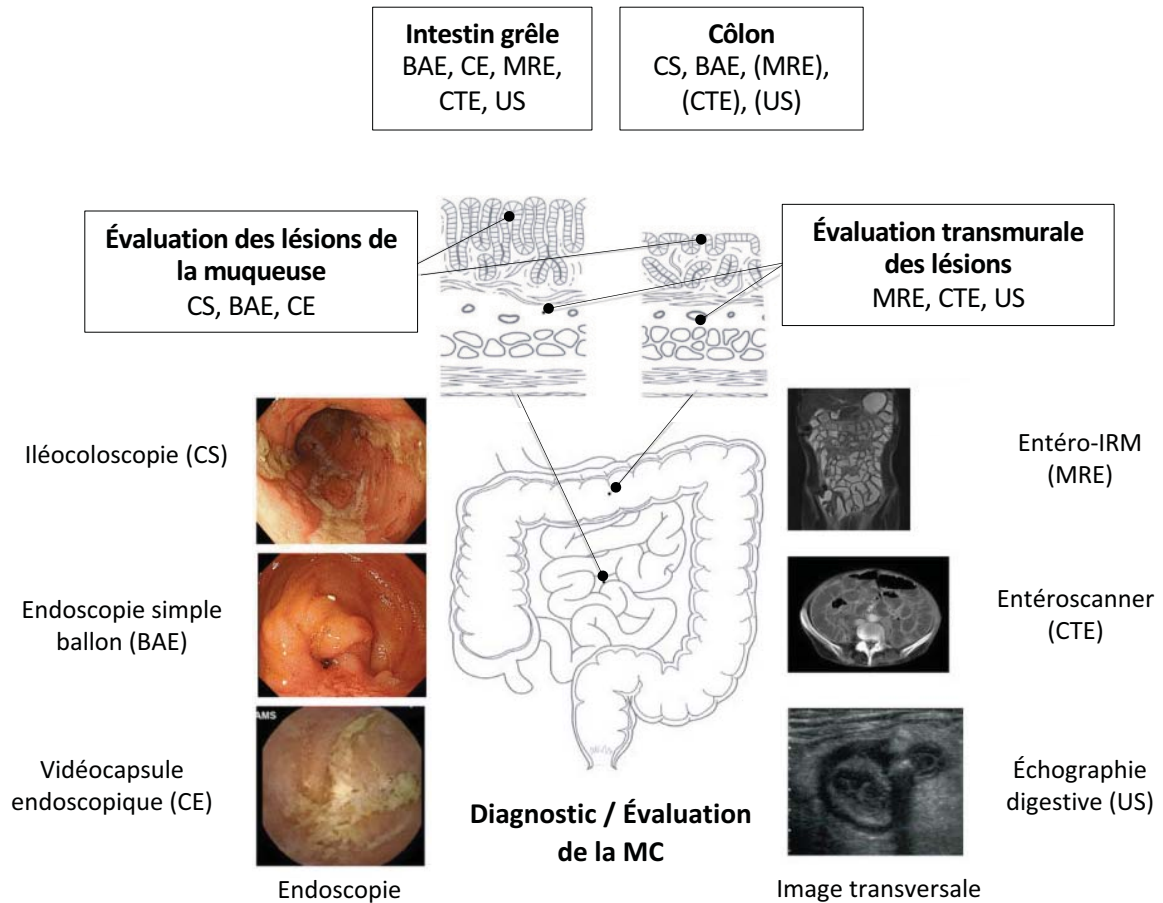 Intestin grêle
BAE, CE, MRE,
CTE, US
Côlon
CS, BAE, (MRE),
(CTE), (US)
Évaluation des lésions de
la muqueuse
CS, BAE, CE
Évaluation transmurale
des lésions
MRE, CTE, US
Iléocoloscopie (CS)
Endoscopie simple
ballon (BAE)
Vidéocapsule
endoscopique (CE)
AMS
Endoscopie
Diagnostic / Évaluation
de la MC
Entéro-IRM
(MRE)
Entéroscanner
(CTE)
Échographie
digestive (US)
Image transversale